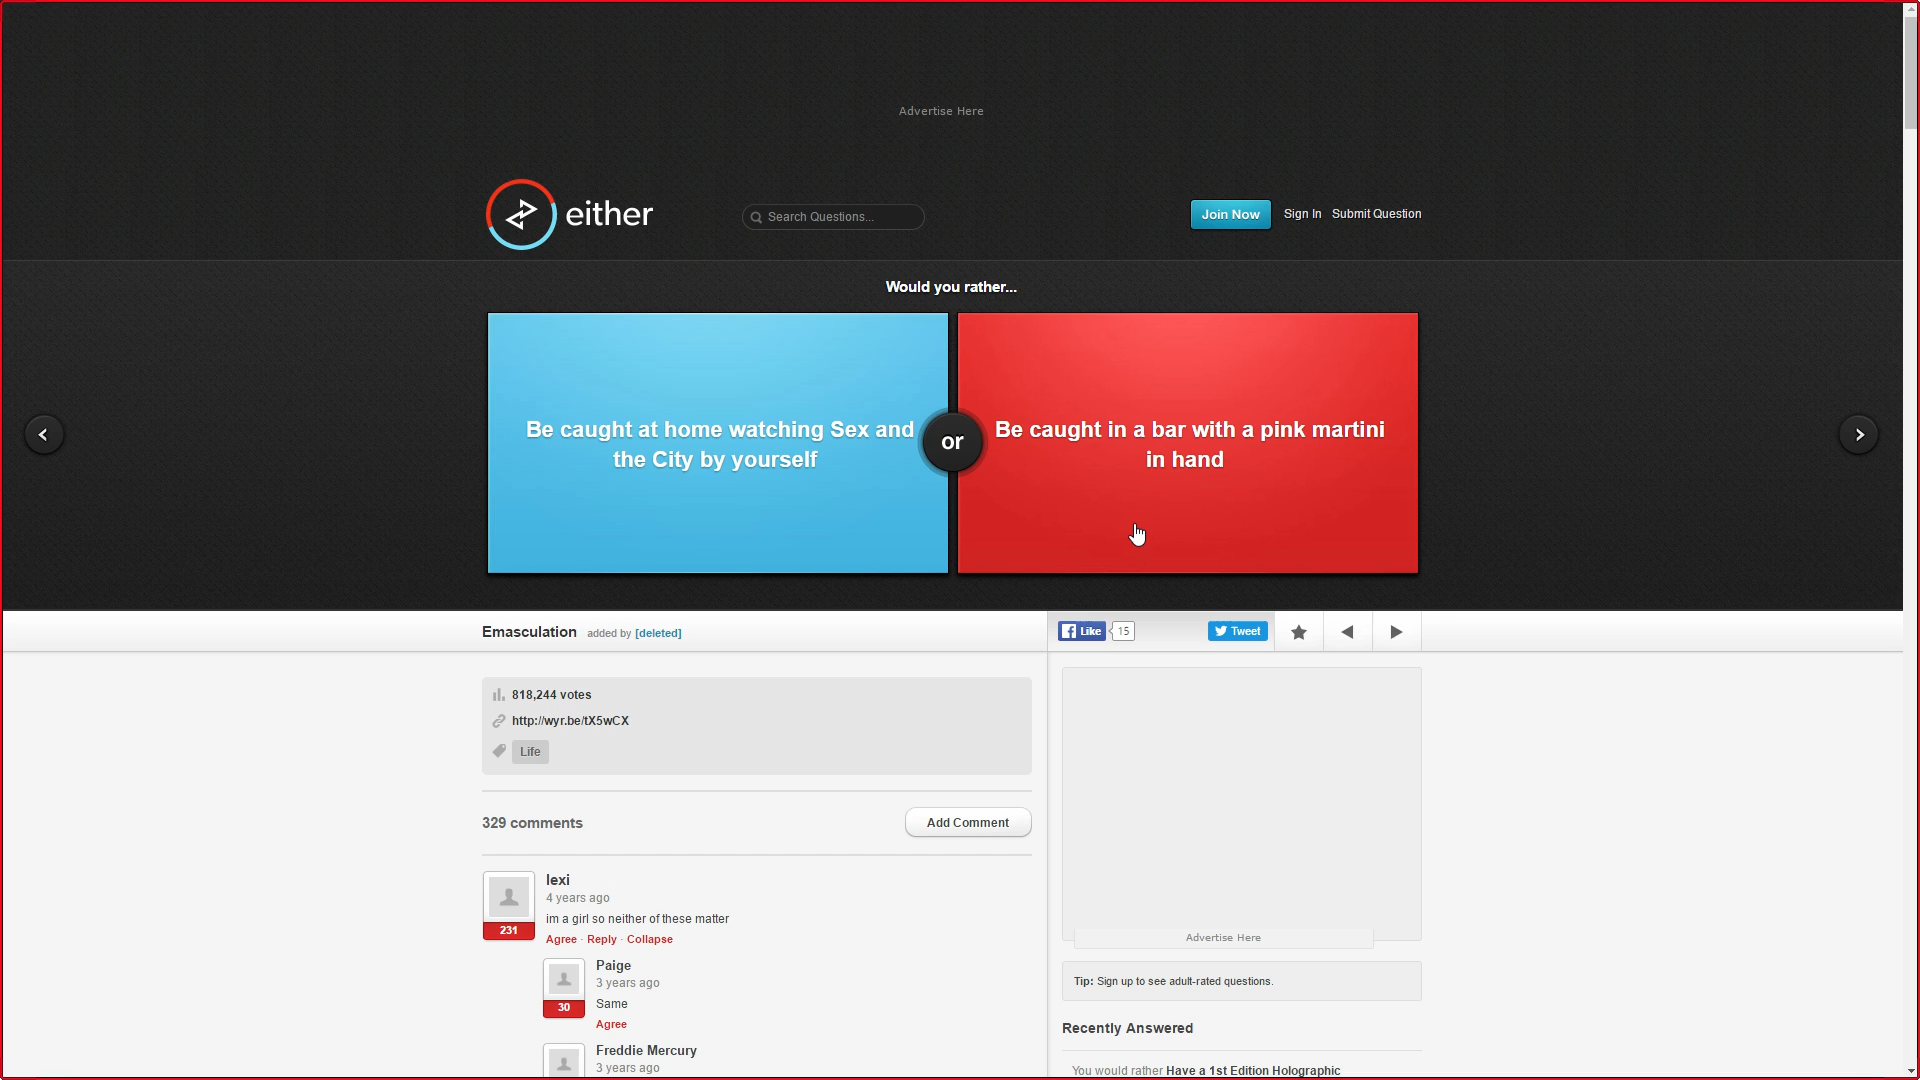 Advertise Here
either
Search Questions...
Join Now
Sign In
Submit Question
Would you rather...
Be caught at home watching Sex and
the City by yourself
or
Be caught in a bar with a pink martini
in hand
Emasculation added by [deleted]
Like
15
Tweet
818,244 votes
http://wyr.be/tX5wCX
Life
329 comments
Add Comment
lexi
4 years ago
im a girl so neither of these matter
231
Agree · Reply · Collapse
Paige
3 years ago
Same
30
Agree
Freddie Mercury
3 years ago
Advertise Here
Tip: Sign up to see adult-rated questions.
Recently Answered
You would rather Have a 1st Edition Holographic